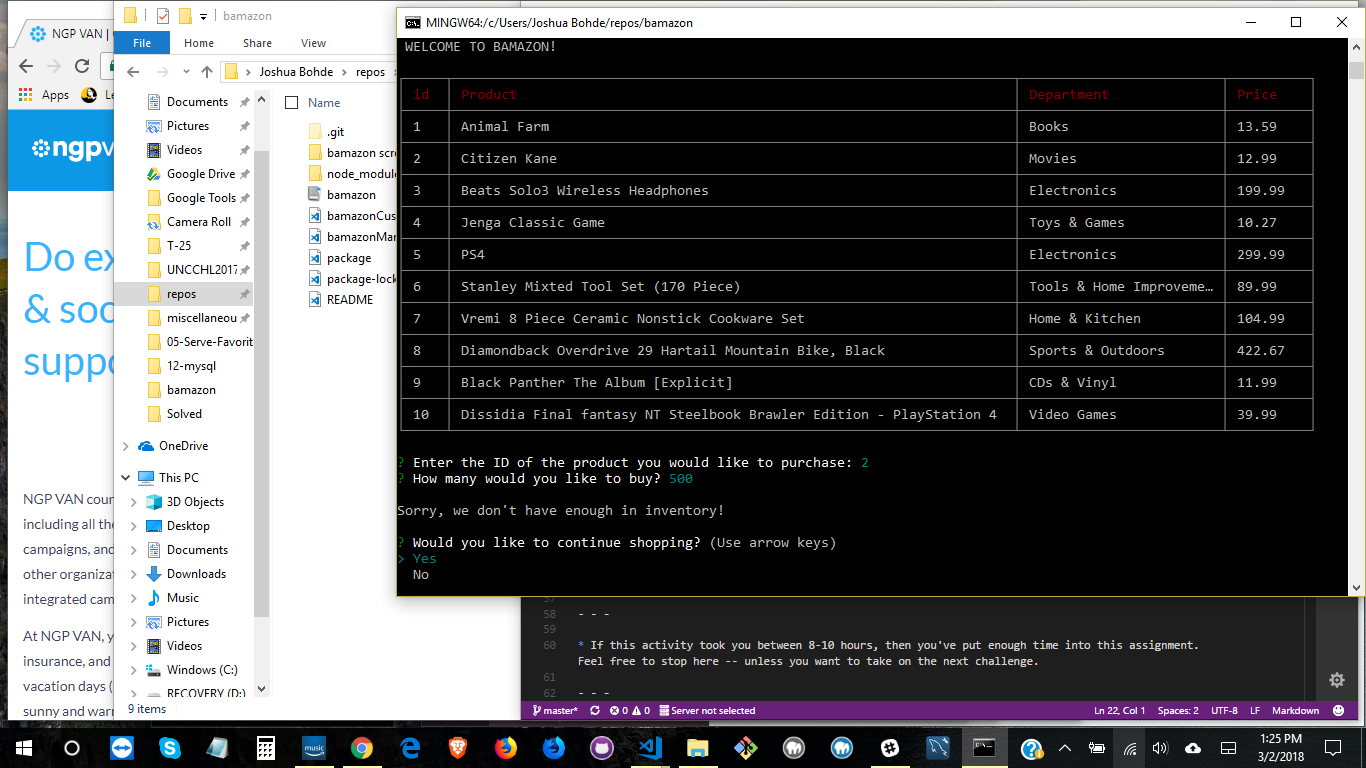 NGP VAN |
Apps
ngpv
Do ex
& soc
suppo
NGP VAN cour
including all the
campaigns, and
other organizat
integrated cam
At NGP VAN, y
insurance, and
vacation days (
sunny and warr
bamazon
File Home Share View
Joshua Bohde > repos >
Documents
Pictures
Videos
Google Drive
Google Tools
Camera Roll
T-25
UNCCHL2017
repos
miscellaneou
05-Serve-Favorit
12-mysql
bamazon
Solved
OneDrive
This PC
3D Objects
Desktop
Documents
Downloads
Music
Pictures
Videos
Windows (C:)
RECOVERY (D:)
9 items
Name
.git
bamazon scre
node_module
bamazon
bamazonCus
bamazonMar
package
package-lock
README
MINGW64:/c/Users/Joshua Bohde/repos/bamazon
WELCOME TO BAMAZON!
id Product Department Price
1 Animal Farm Books 13.59
2 Citizen Kane Movies 12.99
3 Beats Solo3 Wireless Headphones Electronics 199.99
4 Jenga Classic Game Toys & Games 10.27
5 PS4 Electronics 299.99
6 Stanley Mixted Tool Set (170 Piece) Tools & Home Improveme… 89.99
7 Vremi 8 Piece Ceramic Nonstick Cookware Set Home & Kitchen 104.99
8 Diamondback Overdrive 29 Hartail Mountain Bike, Black Sports & Outdoors 422.67
9 Black Panther The Album [Explicit] CDs & Vinyl 11.99
10 Dissidia Final fantasy NT Steelbook Brawler Edition - PlayStation 4 Video Games 39.99
? Enter the ID of the product you would like to purchase: 2
? How many would you like to buy? 500
Sorry, we don't have enough in inventory!
? Would you like to continue shopping? (Use arrow keys)
> Yes
No
57
58 - - -
59
60 * If this activity took you between 8-10 hours, then you've put enough time into this assignment.
Feel free to stop here -- unless you want to take on the next challenge.
61
62 - - -
master* 0 0 Server not selected Ln 22, Col 1 Spaces: 2 UTF-8 LF Markdown
music
1:25 PM
3/2/2018